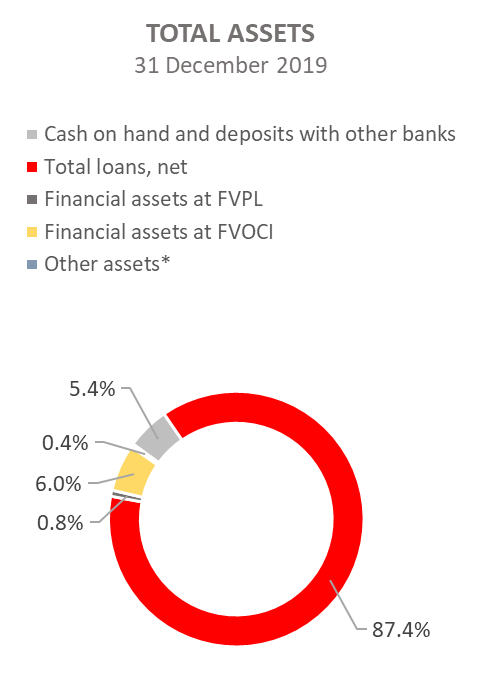 TOTAL ASSETS
31 December 2019
Cash on hand and deposits with other banks
Total loans, net
Financial assets at FVPL
Financial assets at FVOCI
Other assets*
5.4%
0.4%
6.0%
0.8%
87.4%